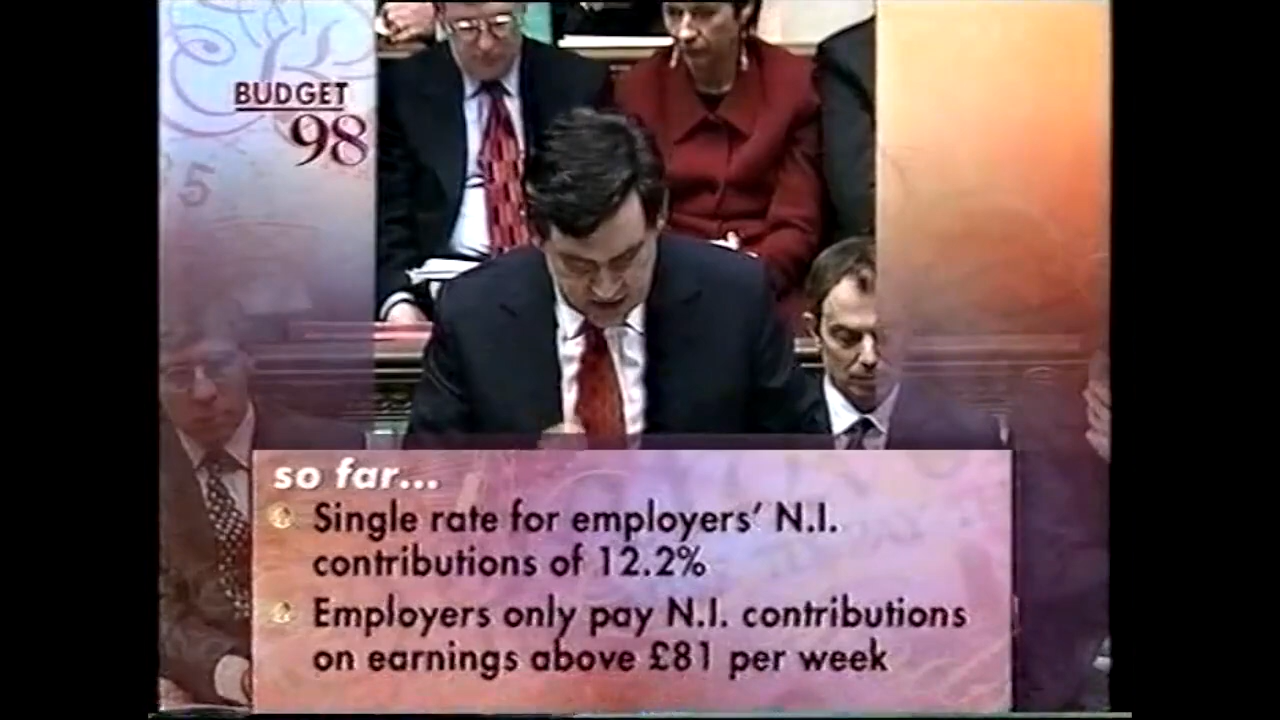 BUDGET
98
5
so far...
Single rate for employers' N.I.
contributions of 12.2%
Employers only pay N.I. contributions
on earnings above £81 per week